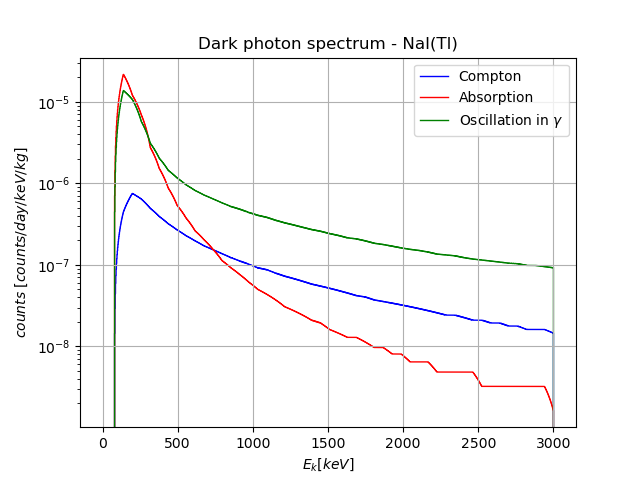 Dark photon spectrum - NaI(Tl)
Compton
Absorption
Oscillation in γ
counts [counts/day/keV/kg]
10⁻⁵
10⁻⁶
10⁻⁷
10⁻⁸
0 500 1000 1500 2000 2500 3000
E_k[keV]